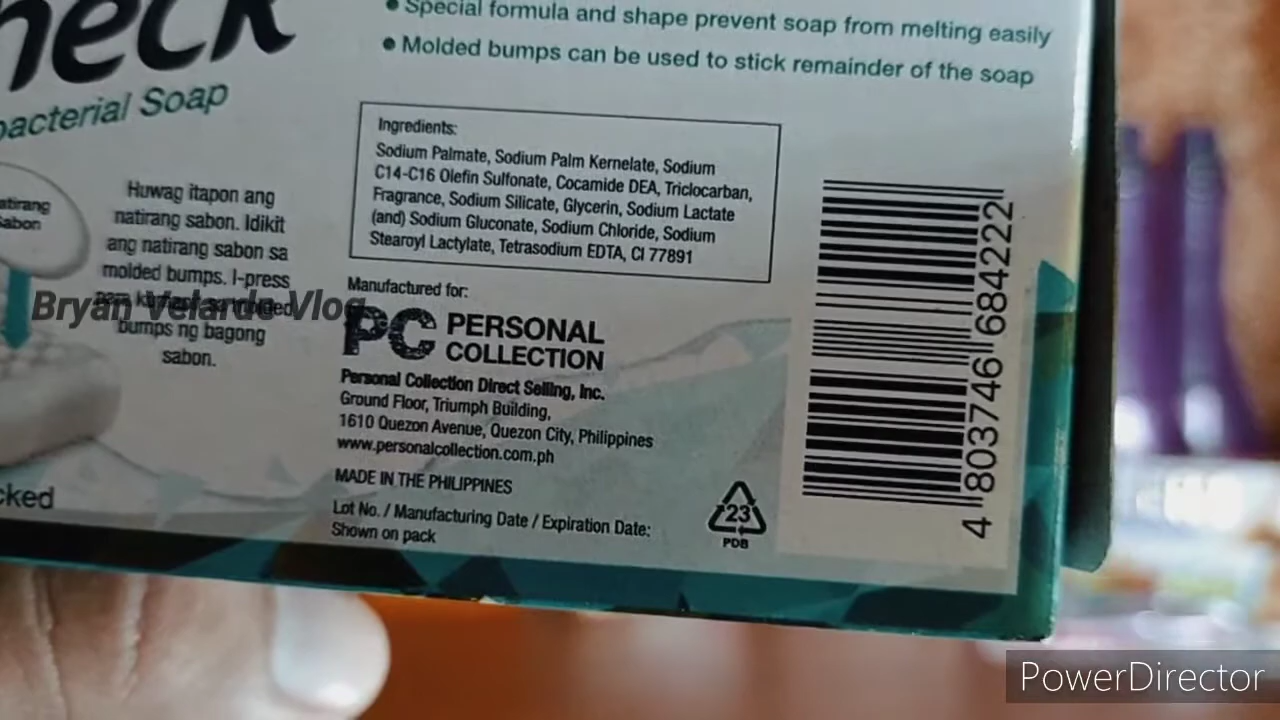 heck
bacterial Soap
● Special formula and shape prevent soap from melting easily
● Molded bumps can be used to stick remainder of the soap
Ingredients:
Sodium Palmate, Sodium Palm Kernelate, Sodium
C14-C16 Olefin Sulfonate, Cocamide DEA, Triclocarban,
Fragrance, Sodium Silicate, Glycerin, Sodium Lactate
(and) Sodium Gluconate, Sodium Chloride, Sodium
Stearoyl Lactylate, Tetrasodium EDTA, CI 77891
atirang
sabon
Huwag itapon ang
natirang sabon. Idikit
ang natirang sabon sa
molded bumps. I-press
molded
bumps ng bagong
sabon.
Bryan Velarde Vlog
Manufactured for:
PC PERSONAL
COLLECTION
Personal Collection Direct Selling, Inc.
Ground Floor, Triumph Building,
1610 Quezon Avenue, Quezon City, Philippines
www.personalcollection.com.ph
MADE IN THE PHILIPPINES
Lot No. / Manufacturing Date / Expiration Date:
Shown on pack
cked
23
PDB
4 803746 684222
PowerDirector